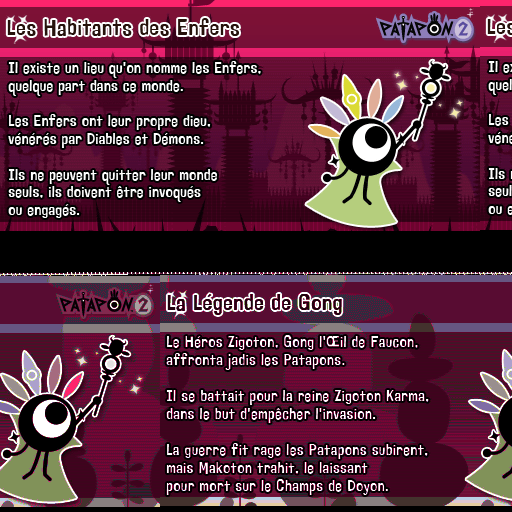 Les Habitants des Enfers
PATAPON 2
Les
Il existe un lieu qu'on nomme les Enfers,
quelque part dans ce monde.
Les Enfers ont leur propre dieu,
vénérés par Diables et Démons.
Ils ne peuvent quitter leur monde
seuls, ils doivent être invoqués
ou engagés.
PATAPON 2
La Légende de Gong
Le Héros Zigoton, Gong l'Œil de Faucon,
affronta jadis les Patapons.
Il se battait pour la reine Zigoton Karma,
dans le but d'empêcher l'invasion.
La guerre fit rage les Patapons subirent,
mais Makoton trahit, le laissant
pour mort sur le Champs de Doyon.